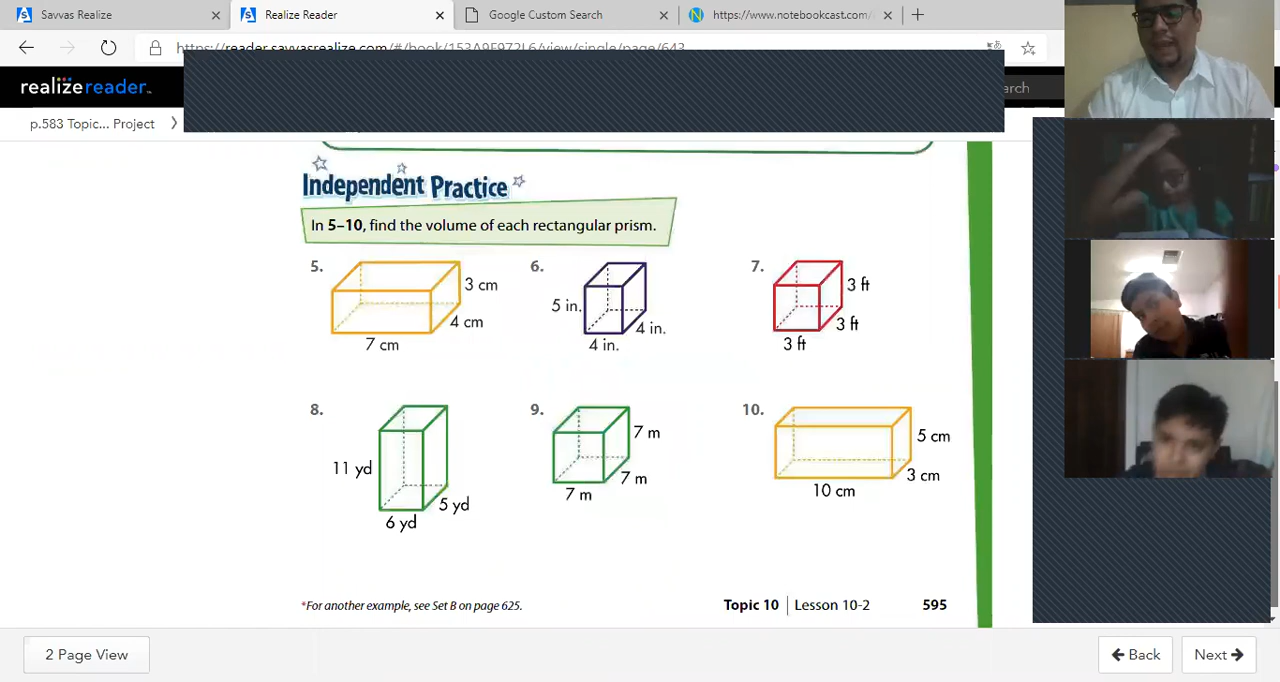 Savvas Realize
Realize Reader
Google Custom Search
https://www.notebookcast.com/
https://reader.savvasrealize.com/#/book/153A9F972L6/view/single/page/643
realizereader
arch
p.583 Topic... Project
Independent Practice
In 5–10, find the volume of each rectangular prism.
5.
3 cm
4 cm
7 cm
6.
5 in.
4 in.
4 in.
7.
3 ft
3 ft
3 ft
8.
11 yd
5 yd
6 yd
9.
7 m
7 m
7 m
10.
5 cm
3 cm
10 cm
*For another example, see Set B on page 625.
Topic 10 Lesson 10-2 595
2 Page View
Back
Next